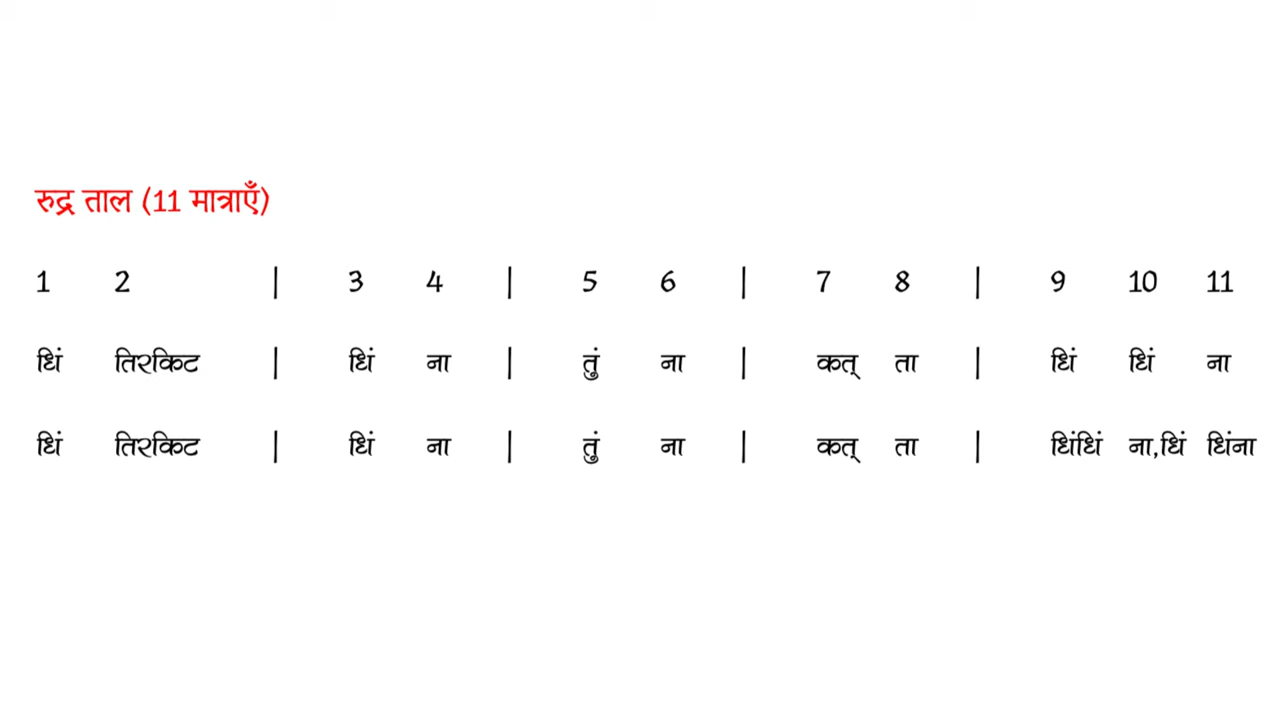 रुद्र ताल (11 मात्राएँ)
1 2 | 3 4 | 5 6 | 7 8 | 9 10 11
धिं तिरकिट | धिं ना | तुं ना | कत् ता | धिं धिं ना
धिं तिरकिट | धिं ना | तुं ना | कत् ता | धिंधिं ना,धिं धिंना